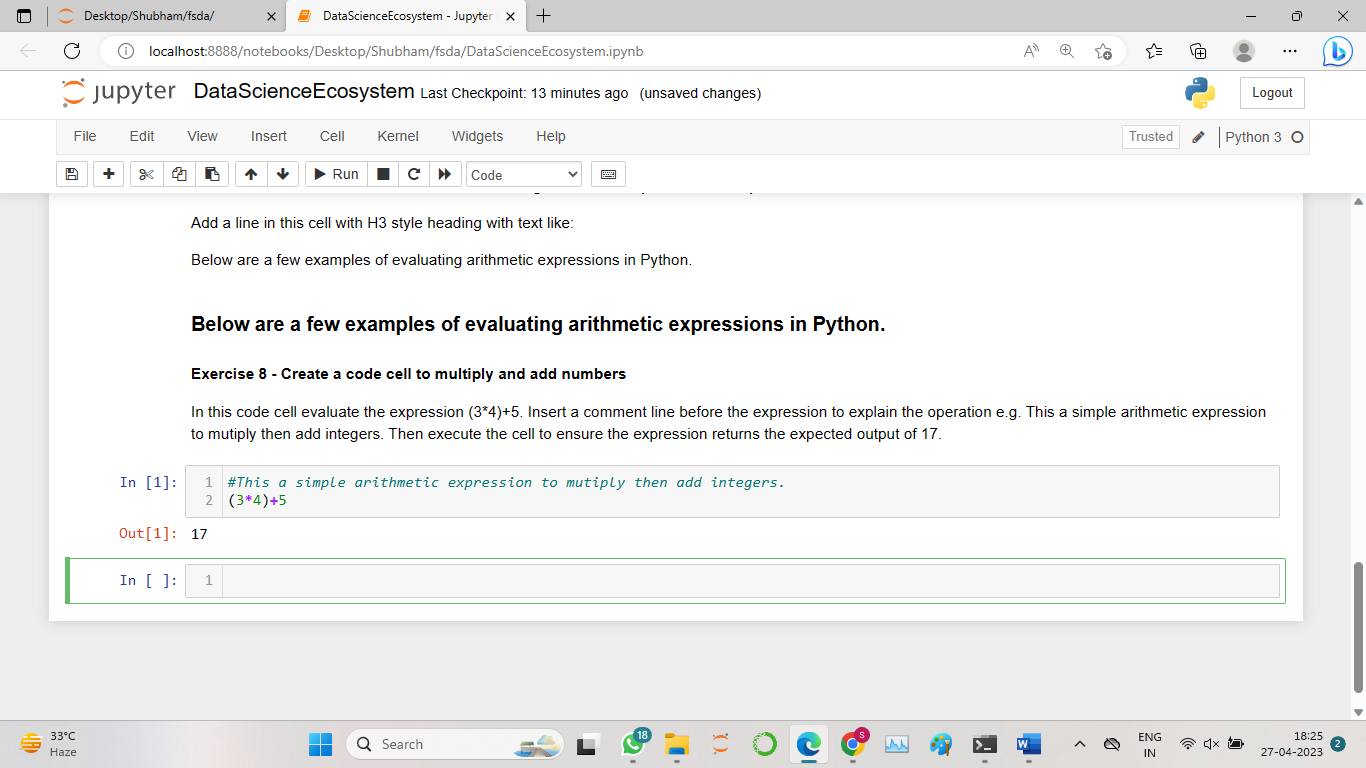 Desktop/Shubham/fsda/
DataScienceEcosystem - Jupyter
localhost:8888/notebooks/Desktop/Shubham/fsda/DataScienceEcosystem.ipynb
jupyter DataScienceEcosystem Last Checkpoint: 13 minutes ago (unsaved changes)
Logout
File Edit View Insert Cell Kernel Widgets Help
Trusted
Python 3
Run
Code
Add a line in this cell with H3 style heading with text like:
Below are a few examples of evaluating arithmetic expressions in Python.
Below are a few examples of evaluating arithmetic expressions in Python.
Exercise 8 - Create a code cell to multiply and add numbers
In this code cell evaluate the expression (3*4)+5. Insert a comment line before the expression to explain the operation e.g. This a simple arithmetic expression
to mutiply then add integers. Then execute the cell to ensure the expression returns the expected output of 17.
In [1]: 1 #This a simple arithmetic expression to mutiply then add integers.
2 (3*4)+5
Out[1]: 17
In [ ]: 1
33°C
Haze
Search
18
S
ENG
IN
18:25
27-04-2023
2